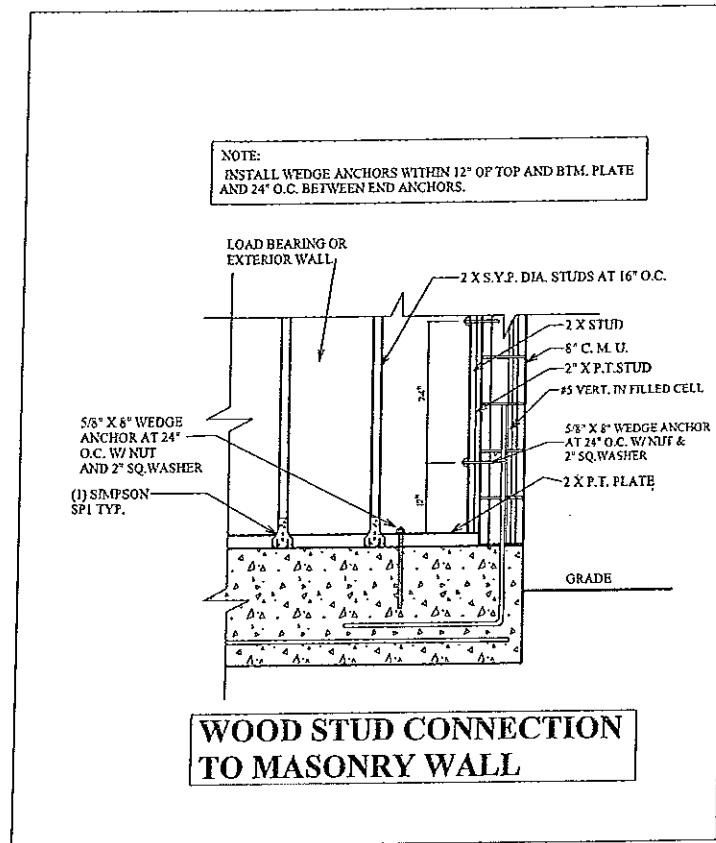 NOTE:
INSTALL WEDGE ANCHORS WITHIN 12" OF TOP AND BTM. PLATE
AND 24" O.C. BETWEEN END ANCHORS.
LOAD BEARING OR
EXTERIOR WALL
2 X S.Y.P. DIA. STUDS AT 16" O.C.
2 X STUD
8" C. M. U.
2" X P.T. STUD
#5 VERT. IN FILLED CELL
24"
5/8" X 8" WEDGE
ANCHOR AT 24"
O.C. W/ NUT
AND 2" SQ.WASHER
5/8" X 8" WEDGE ANCHOR
AT 24" O.C. W/ NUT &
2" SQ.WASHER
(1) SIMPSON
SP1 TYP.
12"
2 X P.T. PLATE
GRADE
WOOD STUD CONNECTION
TO MASONRY WALL